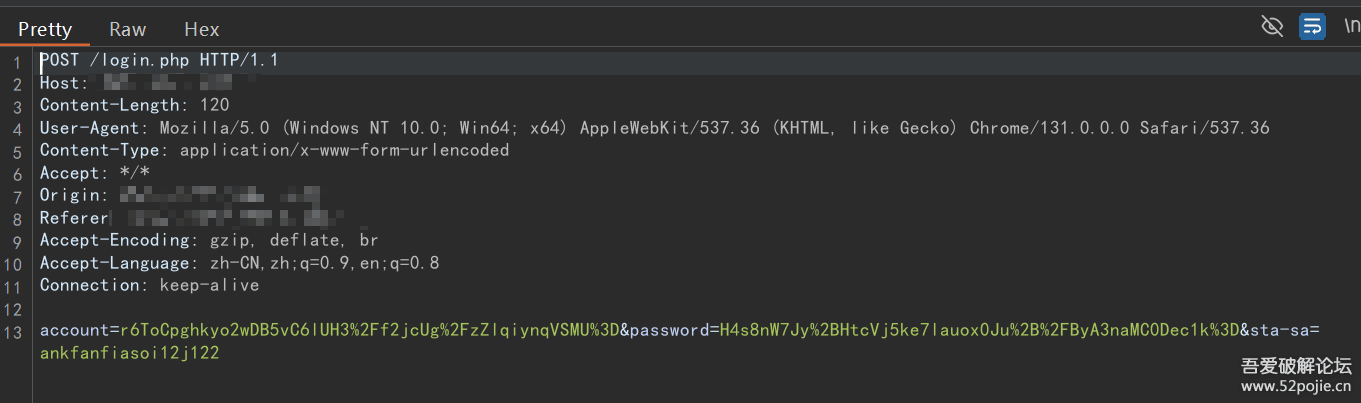 Pretty Raw Hex \n
1 POST /login.php HTTP/1.1
2 Host:
3 Content-Length: 120
4 User-Agent: Mozilla/5.0 (Windows NT 10.0; Win64; x64) AppleWebKit/537.36 (KHTML, like Gecko) Chrome/131.0.0.0 Safari/537.36
5 Content-Type: application/x-www-form-urlencoded
6 Accept: */*
7 Origin:
8 Referer
9 Accept-Encoding: gzip, deflate, br
10 Accept-Language: zh-CN,zh;q=0.9,en;q=0.8
11 Connection: keep-alive
12
13 account=r6ToCpghkyo2wDB5vC6lUH3%2Ff2jcUg%2FzZlqiynqVSMU%3D&password=H4s8nW7Jy%2BHtcVj5ke7lauox0Ju%2B%2FByA3naMC0Dec1k%3D&sta-sa=
ankfanfiasoi12j122
吾爱破解论坛
www.52pojie.cn